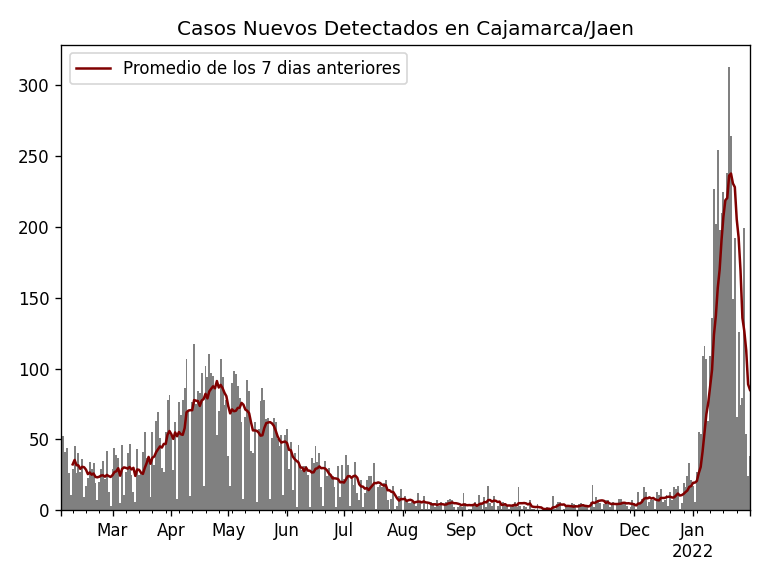 Casos Nuevos Detectados en Cajamarca/Jaen
Promedio de los 7 dias anteriores
300
250
200
150
100
50
0
Mar Apr May Jun Jul Aug Sep Oct Nov Dec Jan
2022